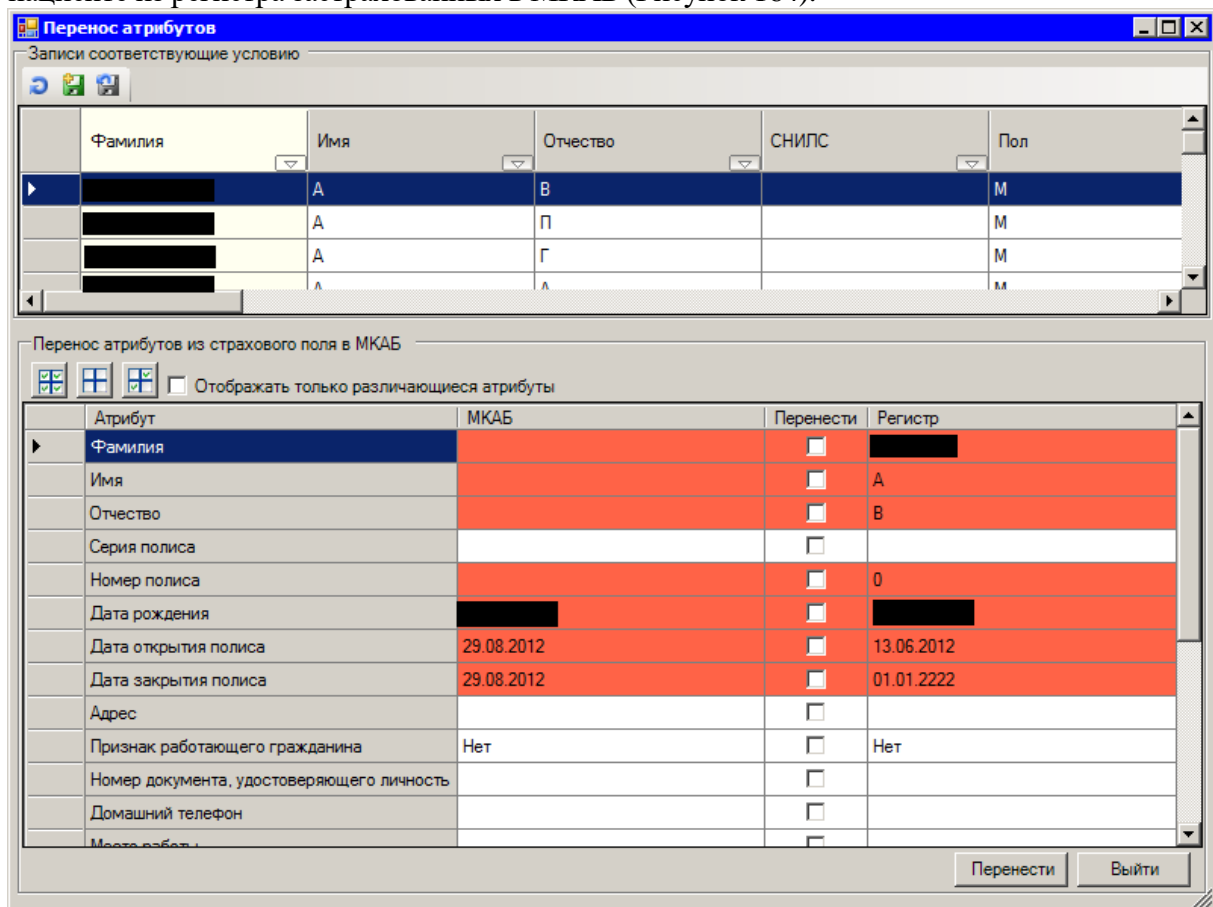 Перенос атрибутов
Записи соответствующие условию
Фамилия Имя Отчество СНИЛС Пол
А В М
А П М
А Г М
А А М
Перенос атрибутов из страхового поля в МКАБ
Отображать только различающиеся атрибуты
Атрибут МКАБ Перенести Регистр
Фамилия
Имя А
Отчество В
Серия полиса
Номер полиса 0
Дата рождения
Дата открытия полиса 29.08.2012 13.06.2012
Дата закрытия полиса 29.08.2012 01.01.2222
Адрес
Признак работающего гражданина Нет Нет
Номер документа, удостоверяющего личность
Домашний телефон
Место работы
Перенести Выйти